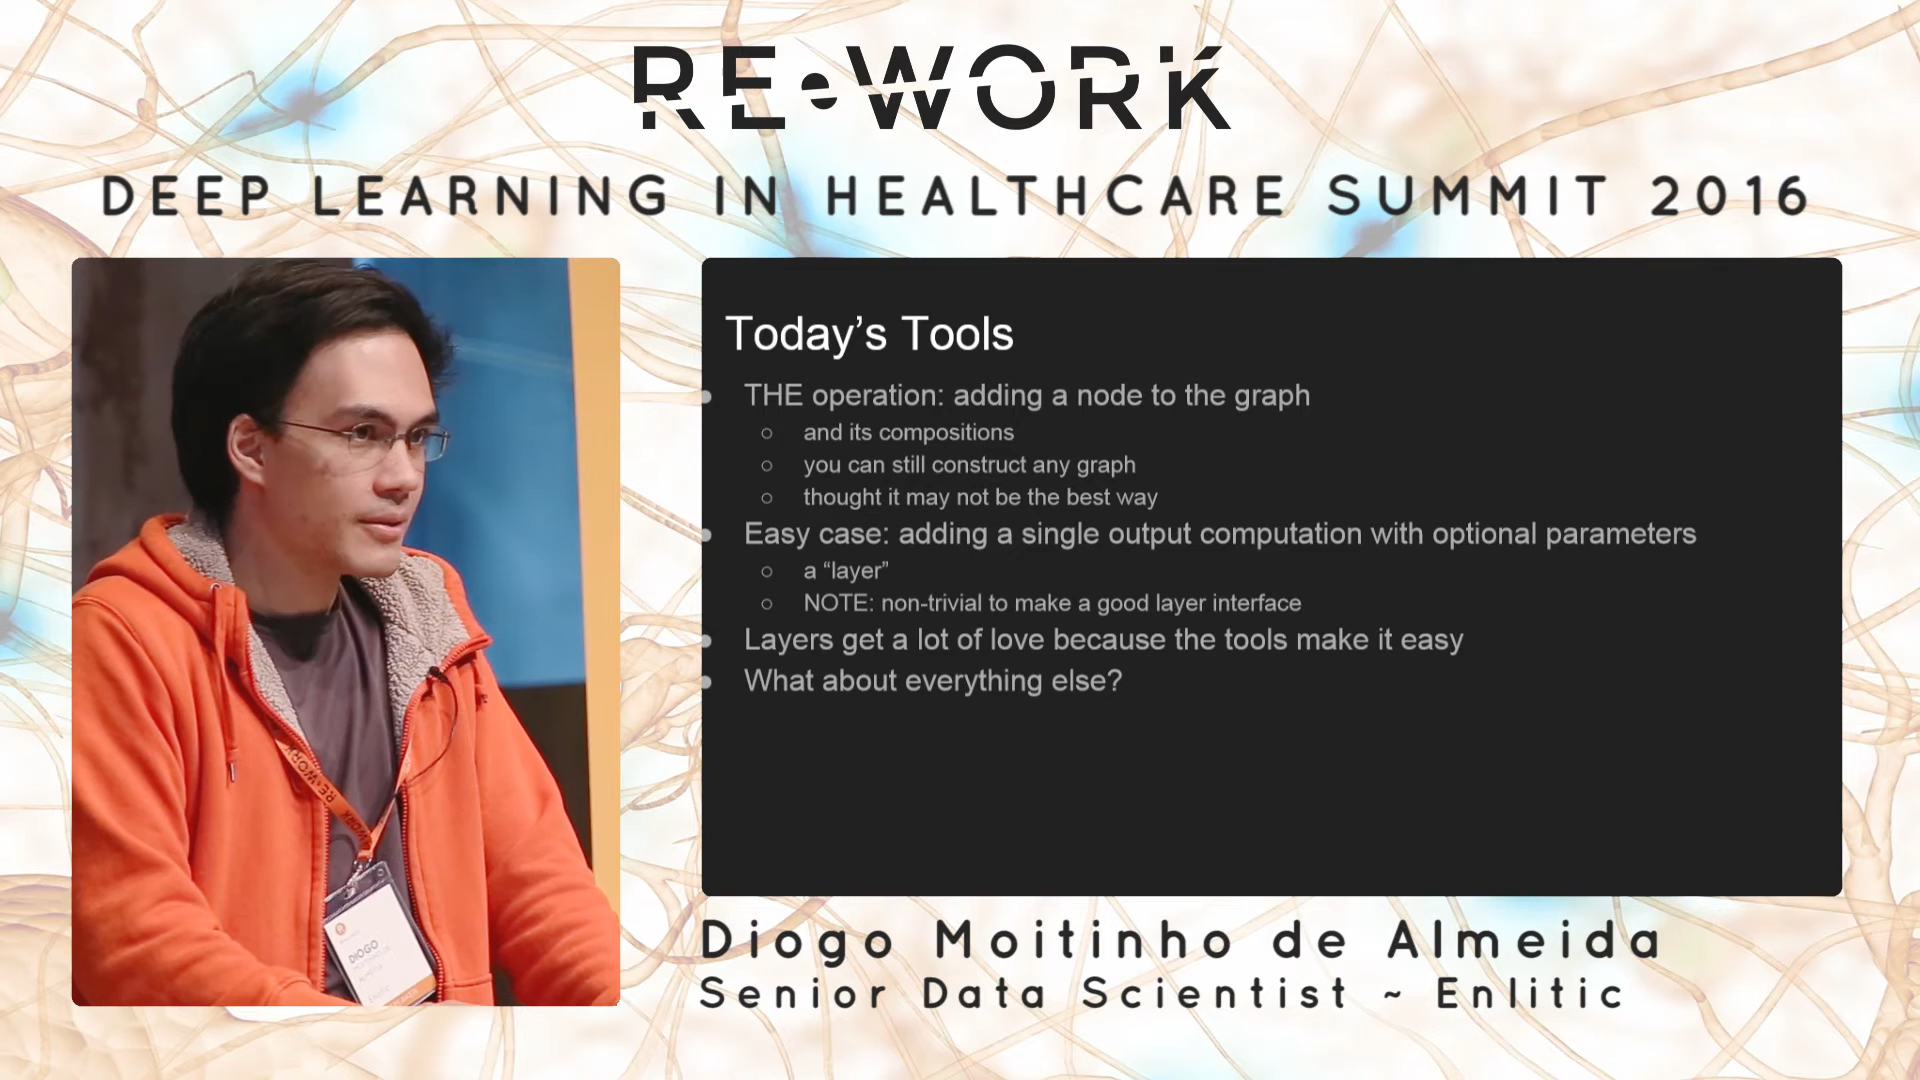 RE•WORK
DEEP LEARNING IN HEALTHCARE SUMMIT 2016
Today’s Tools
● THE operation: adding a node to the graph
○ and its compositions
○ you can still construct any graph
○ thought it may not be the best way
● Easy case: adding a single output computation with optional parameters
○ a “layer”
○ NOTE: non-trivial to make a good layer interface
● Layers get a lot of love because the tools make it easy
● What about everything else?
RE•WORK
DIOGO
Diogo Moitinho de Almeida
Senior Data Scientist ~ Enlitic